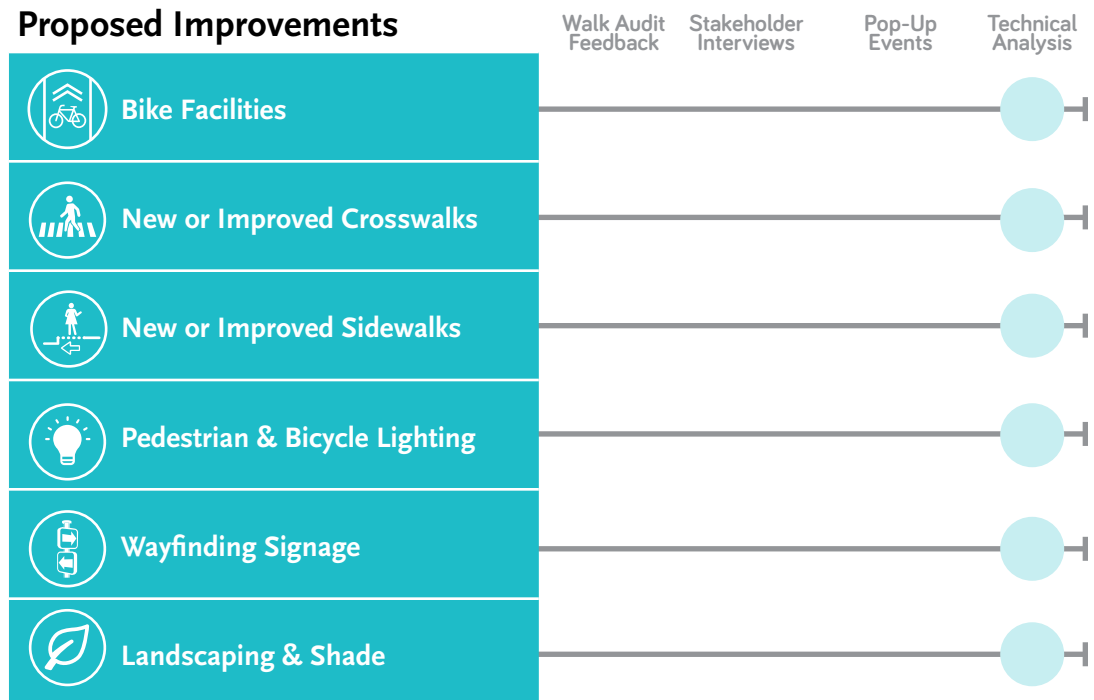 Proposed Improvements
Walk Audit
Feedback
Stakeholder
Interviews
Pop-Up
Events
Technical
Analysis
Bike Facilities
New or Improved Crosswalks
New or Improved Sidewalks
Pedestrian & Bicycle Lighting
Wayfinding Signage
Landscaping & Shade